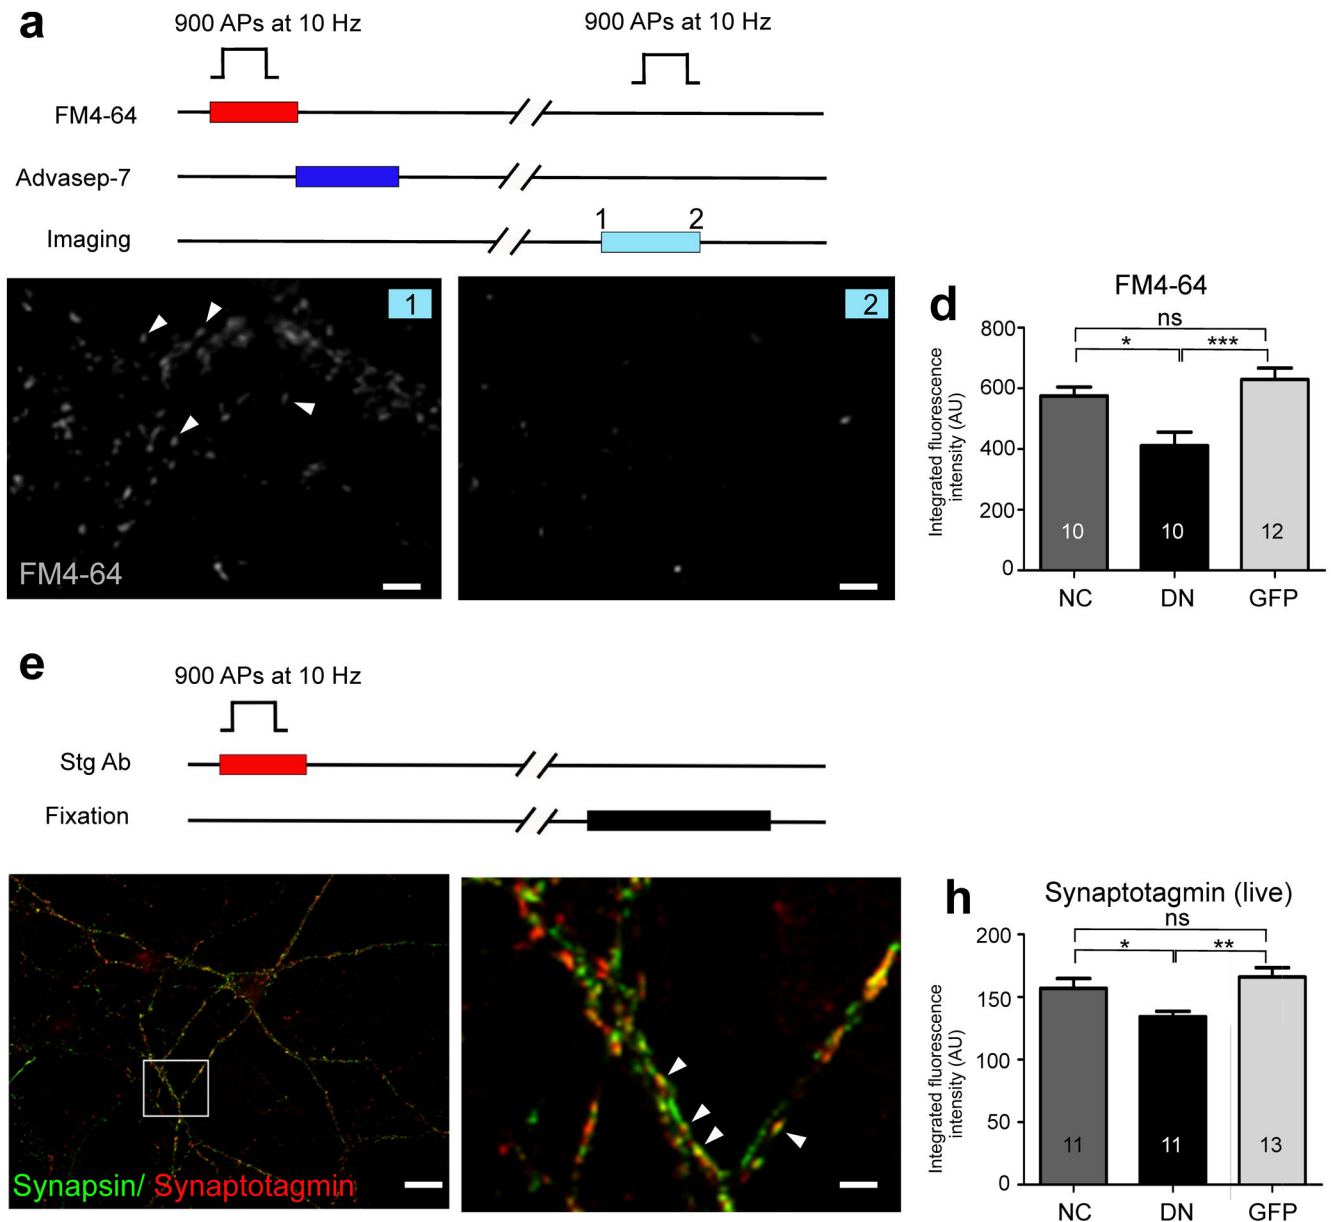 a
900 APs at 10 Hz
900 APs at 10 Hz
FM4-64
Advasep-7
Imaging
1 2
1
2
FM4-64
d
FM4-64
ns
* ***
Integrated fluorescence
intensity (AU)
800
600
400
200
0
10 10 12
NC DN GFP
e
900 APs at 10 Hz
Stg Ab
Fixation
Synapsin/ Synaptotagmin
h
Synaptotagmin (live)
ns
* **
Integrated fluorescence
intensity (AU)
200
150
100
50
0
11 11 13
NC DN GFP